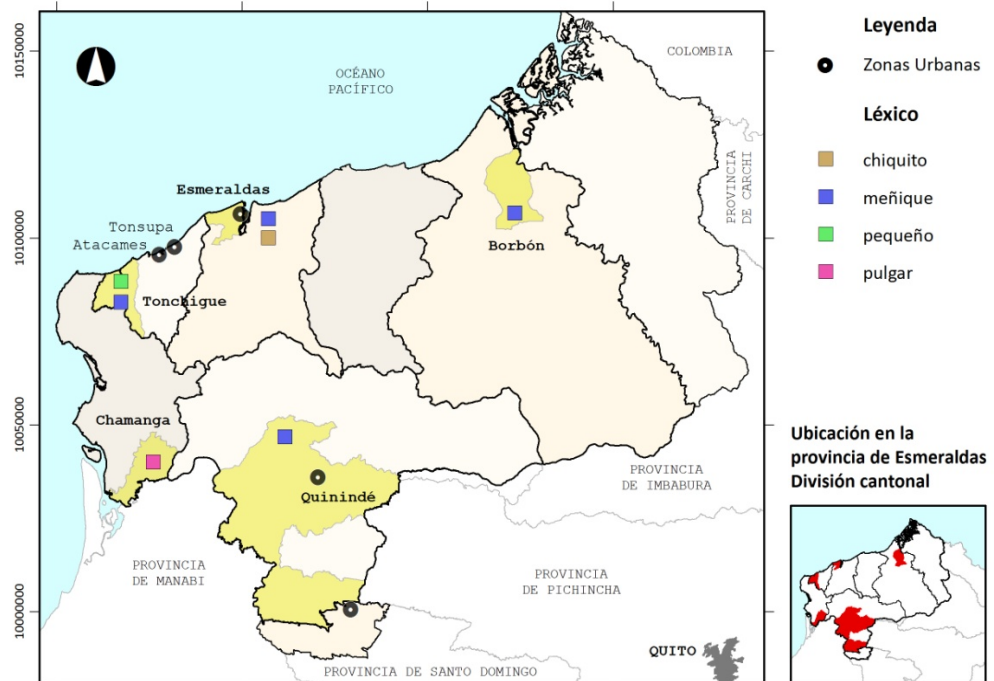 10150000
10100000
10050000
10000000
COLOMBIA
OCÉANO
PACÍFICO
PROVINCIA
DE CARCHI
Esmeraldas
Tonsupa
Atacames
Borbón
Tonchigue
Chamanga
Quinindé
PROVINCIA
DE IMBABURA
PROVINCIA
DE MANABI
PROVINCIA
DE PICHINCHA
QUITO
PROVINCIA DE SANTO DOMINGO
Leyenda
Zonas Urbanas
Léxico
chiquito
meñique
pequeño
pulgar
Ubicación en la
provincia de Esmeraldas
División cantonal